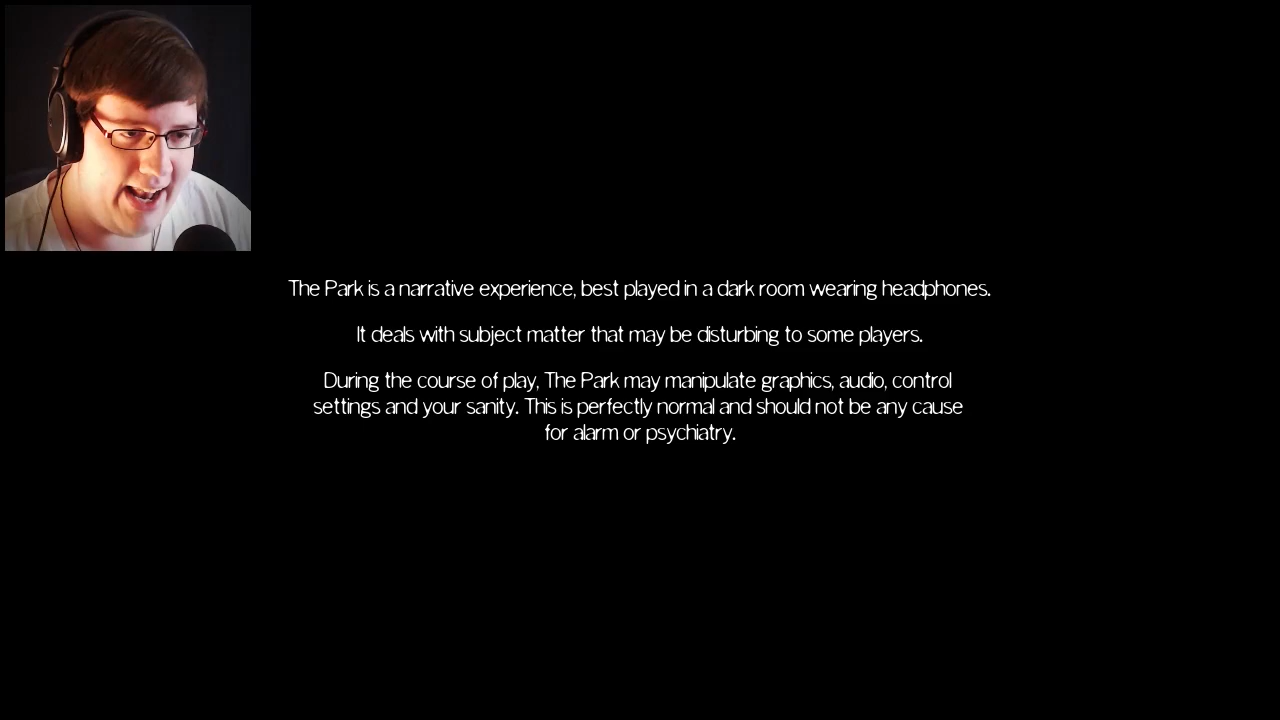 The Park is a narrative experience, best played in a dark room wearing headphones.
It deals with subject matter that may be disturbing to some players.
During the course of play, The Park may manipulate graphics, audio, control
settings and your sanity. This is perfectly normal and should not be any cause
for alarm or psychiatry.